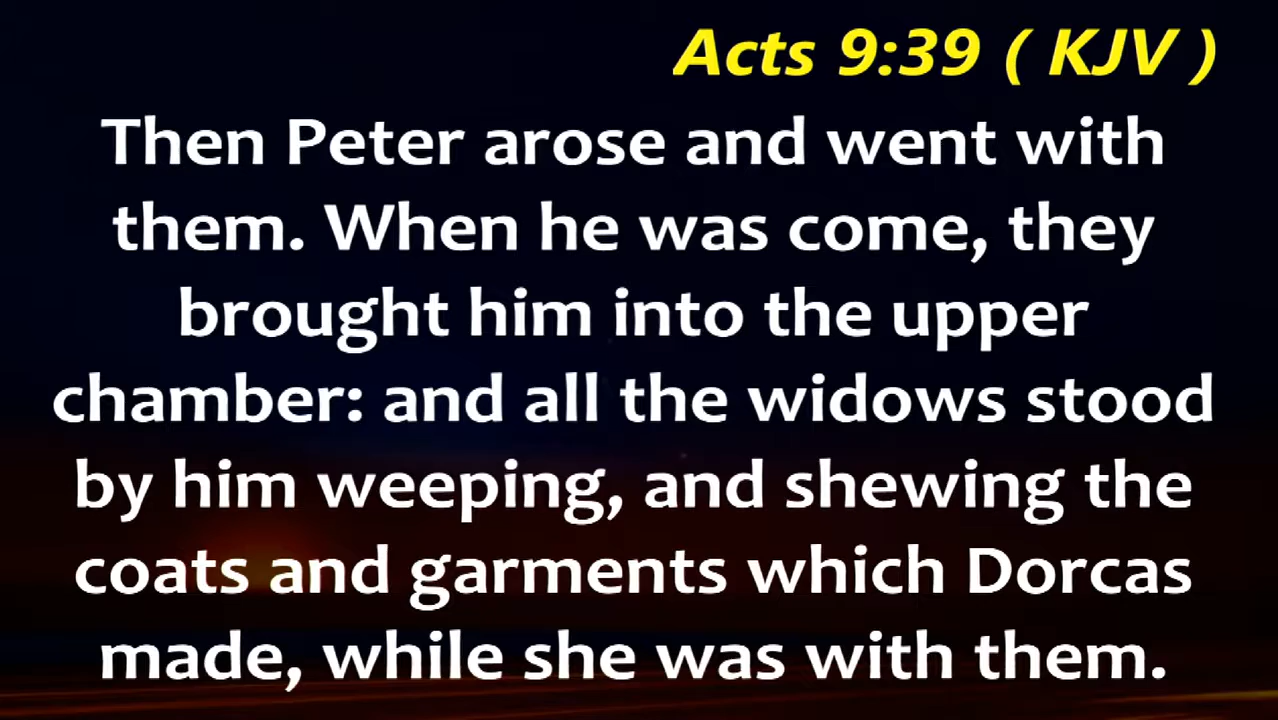 Acts 9:39 ( KJV )
Then Peter arose and went with
them. When he was come, they
brought him into the upper
chamber: and all the widows stood
by him weeping, and shewing the
coats and garments which Dorcas
made, while she was with them.